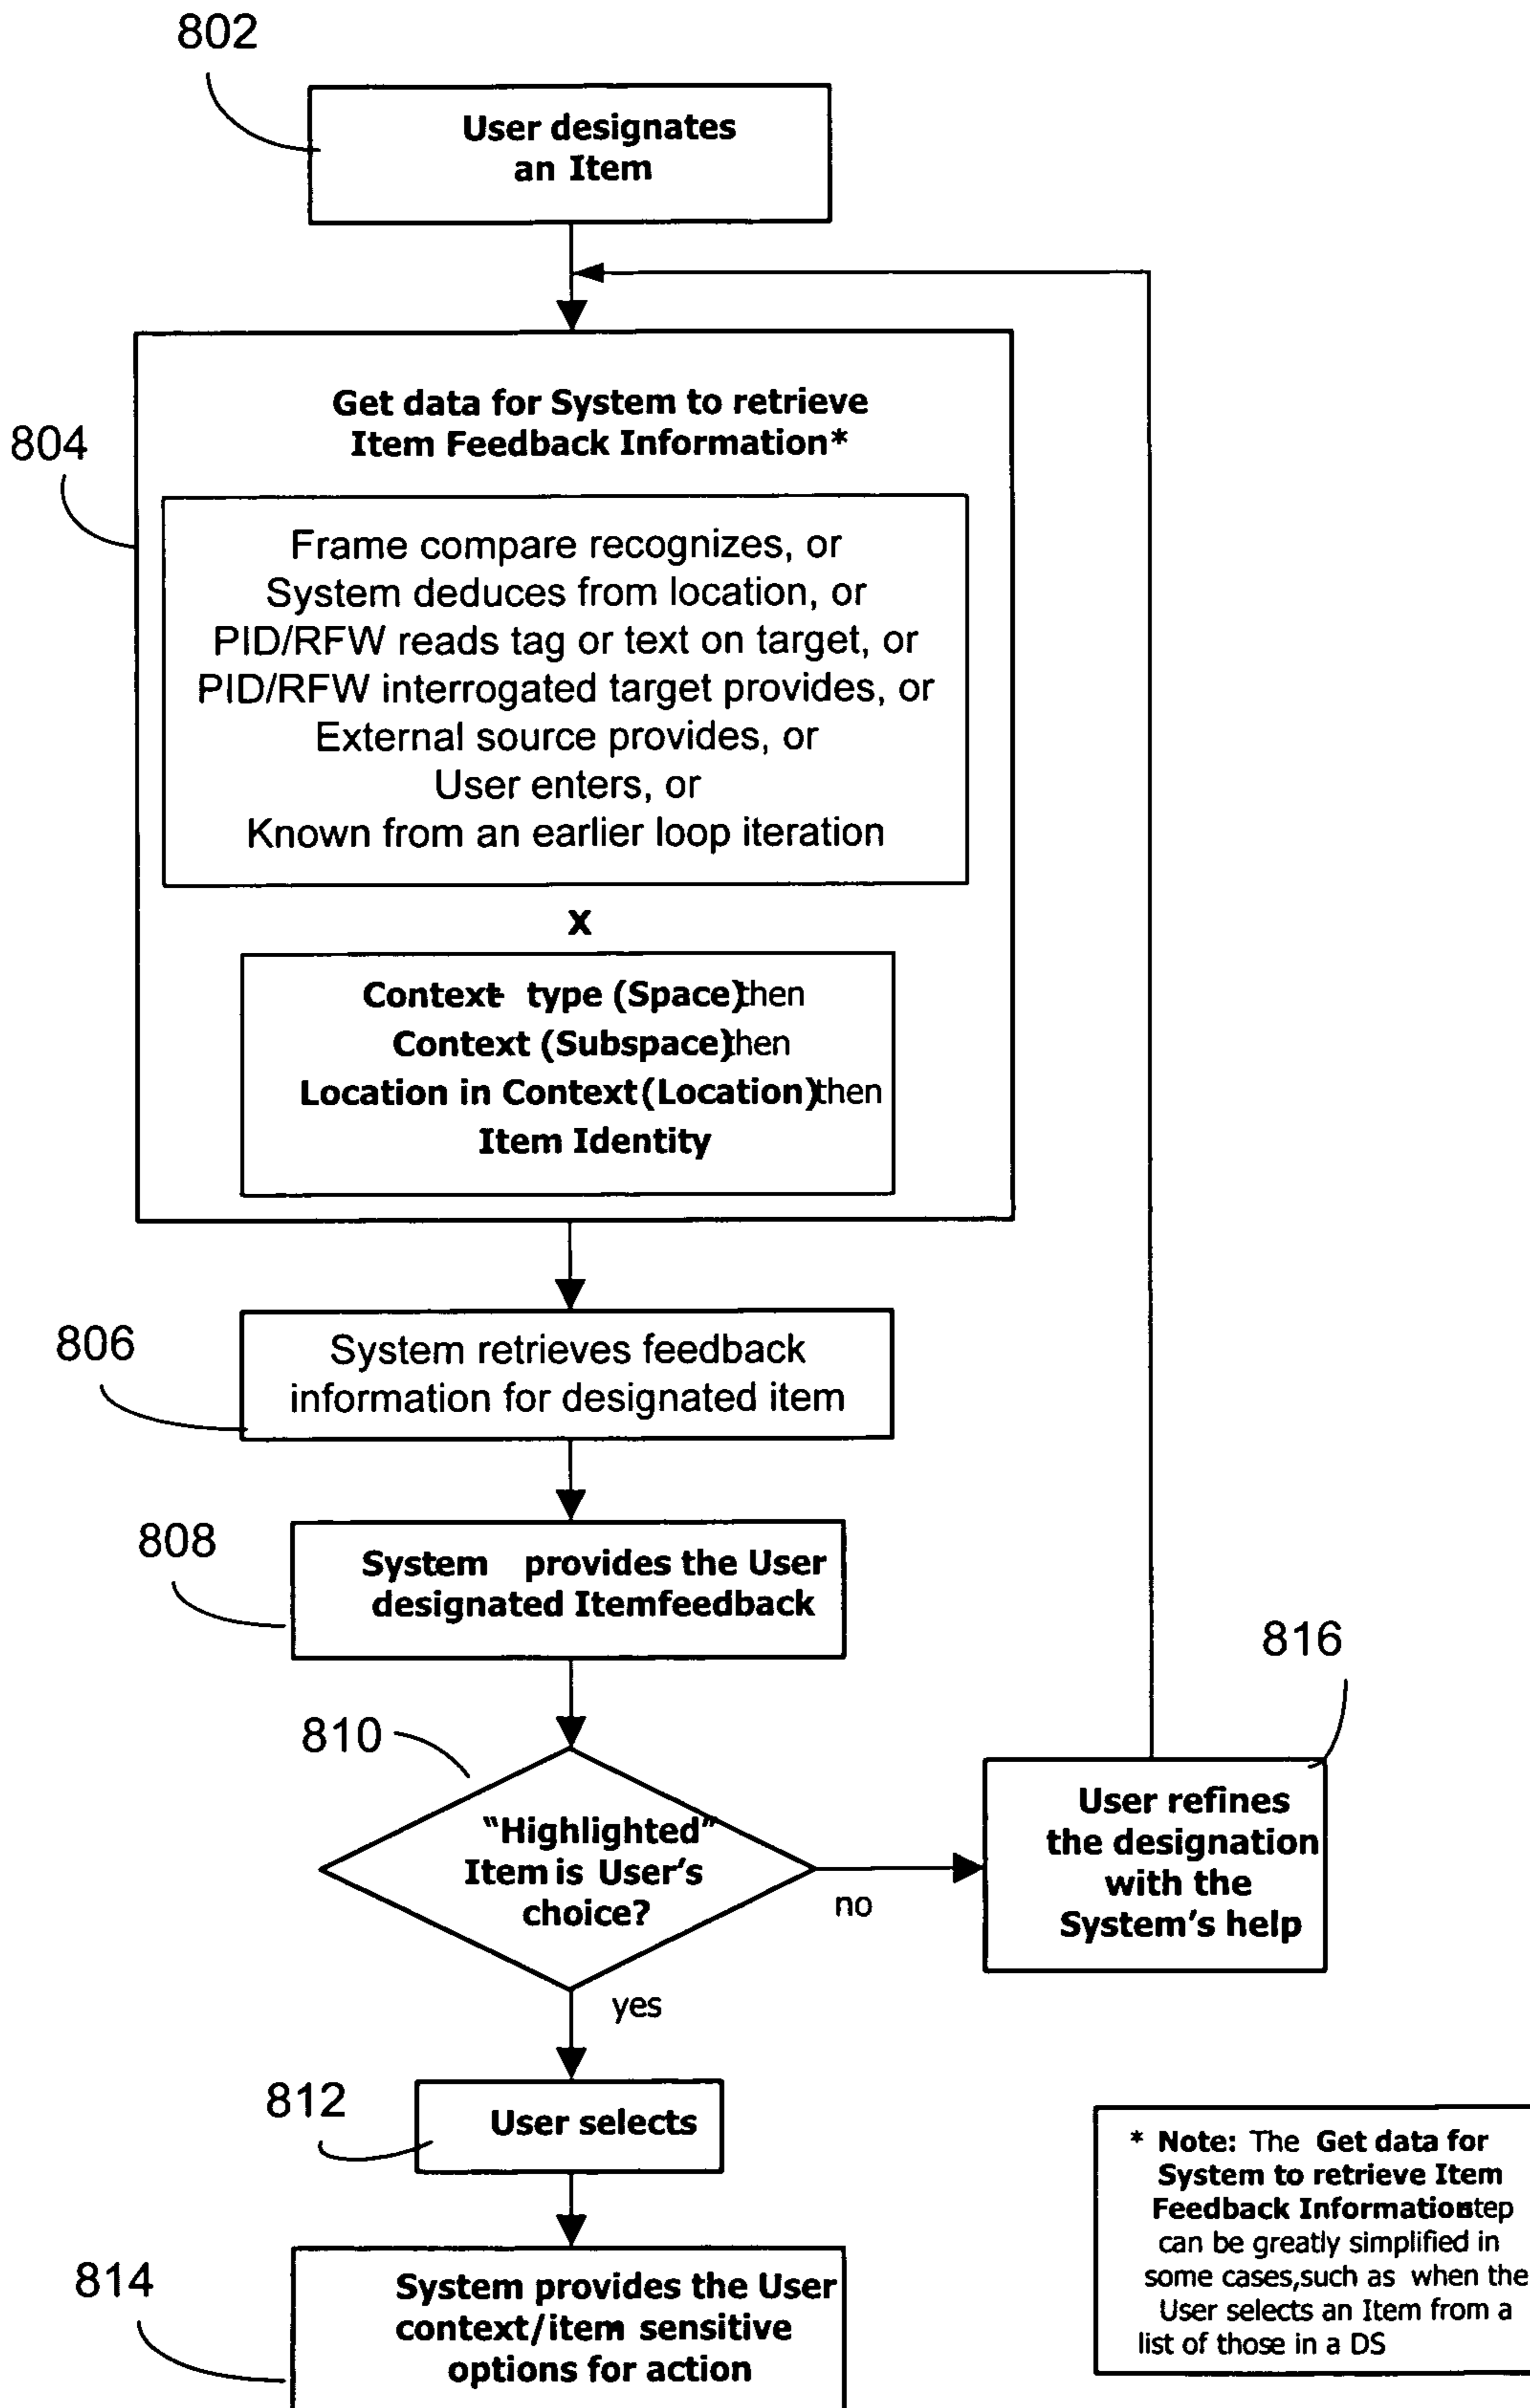 802
User designates
an Item
804
Get data for System to retrieve
Item Feedback Information*
Frame compare recognizes, or
System deduces from location, or
PID/RFW reads tag or text on target, or
PID/RFW interrogated target provides, or
External source provides, or
User enters, or
Known from an earlier loop iteration
x
Context- type (Space)then
Context (Subspace)then
Location in Context(Location)then
Item Identity
806
System retrieves feedback
information for designated item
808
System provides the User
designated Itemfeedback
810
"Highlighted"
Item is User's
choice?
no
816
User refines
the designation
with the
System's help
yes
812
User selects
814
System provides the User
context/item sensitive
options for action
* Note: The Get data for
System to retrieve Item
Feedback Informationstep
can be greatly simplified in
some cases,such as when the
User selects an Item from a
list of those in a DS